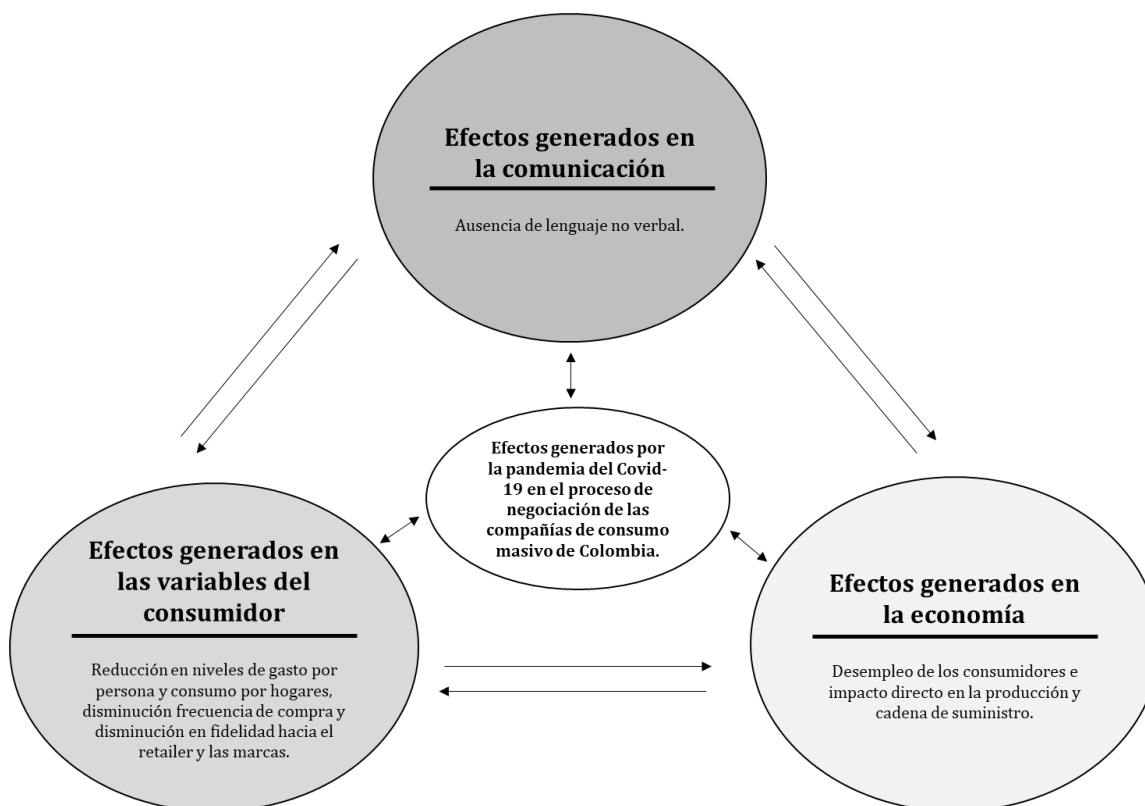 Efectos generados en
la comunicación
Ausencia de lenguaje no verbal.
Efectos generados por
la pandemia del Covid-
19 en el proceso de
negociación de las
compañías de consumo
masivo de Colombia.
Efectos generados en
las variables del
consumidor
Reducción en niveles de gasto por
persona y consumo por hogares,
disminución frecuencia de compra y
disminución en fidelidad hacia el
retailer y las marcas.
Efectos generados en
la economía
Desempleo de los consumidores e
impacto directo en la producción y
cadena de suministro.